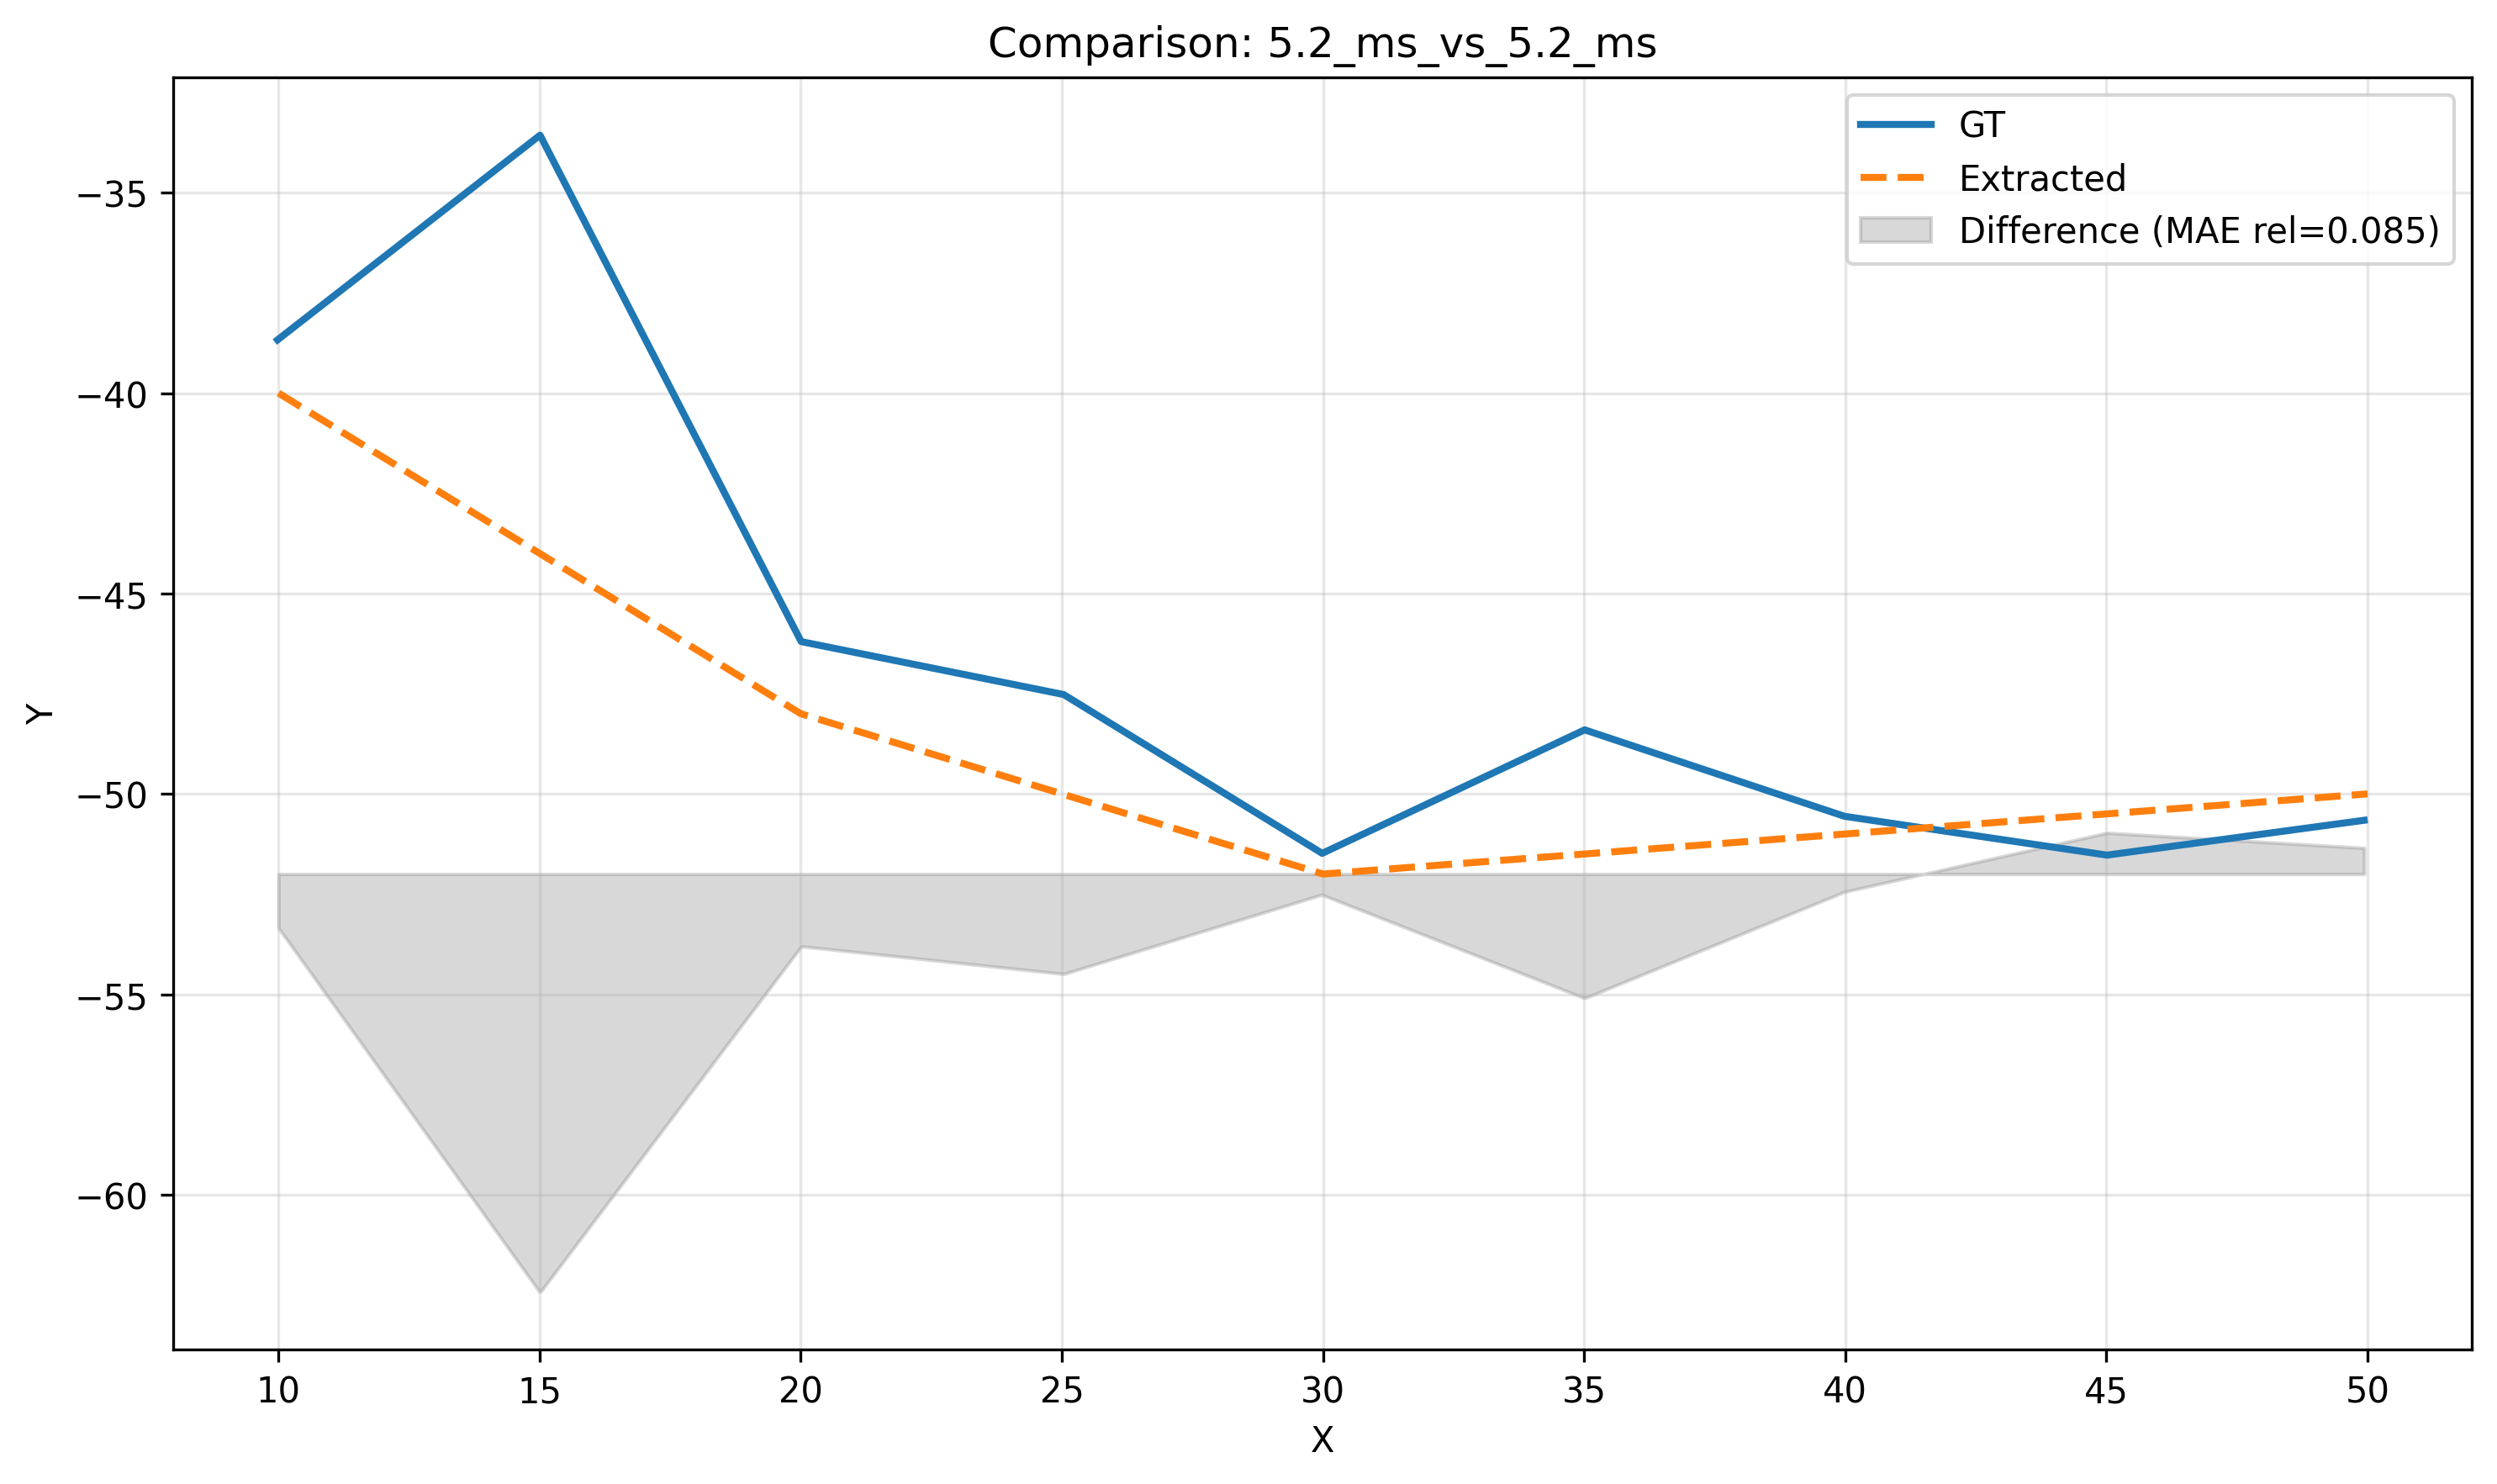 Comparison: 5.2_ms_vs_5.2_ms
GT
Extracted
Difference (MAE rel=0.085)
Y
−35
−40
−45
−50
−55
−60
10 15 20 25 30 35 40 45 50
X